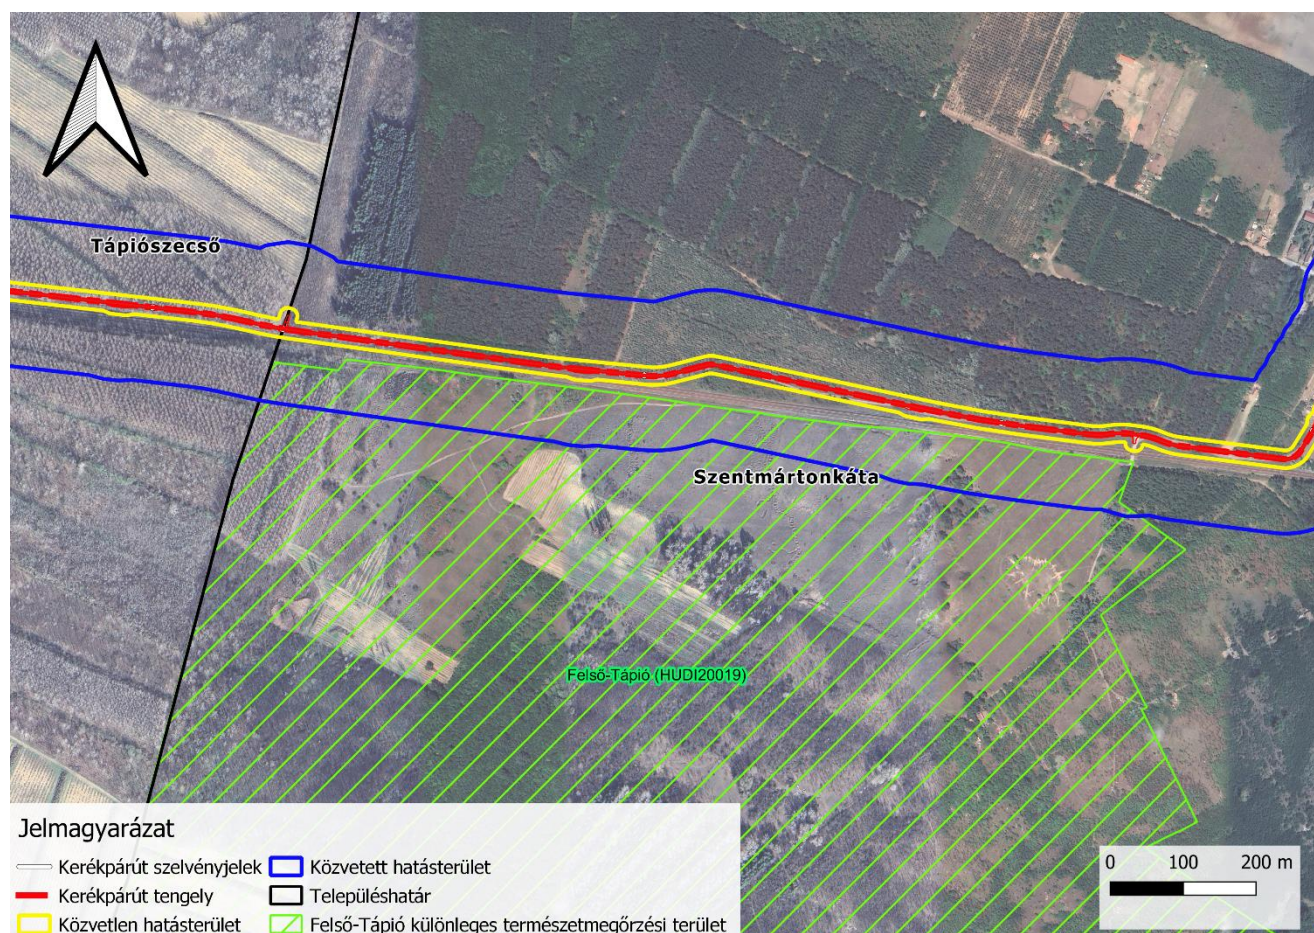 Tápiószecső
Szentmártonkáta
Felső-Tápió (HUDI20019)
Jelmagyarázat
Kerékpárút szelvényjelek
Kerékpárút tengely
Közvetlen hatásterület
Közvetett hatásterület
Településhatár
Felső-Tápió különleges természetmegőrzési terület
0 100 200 m